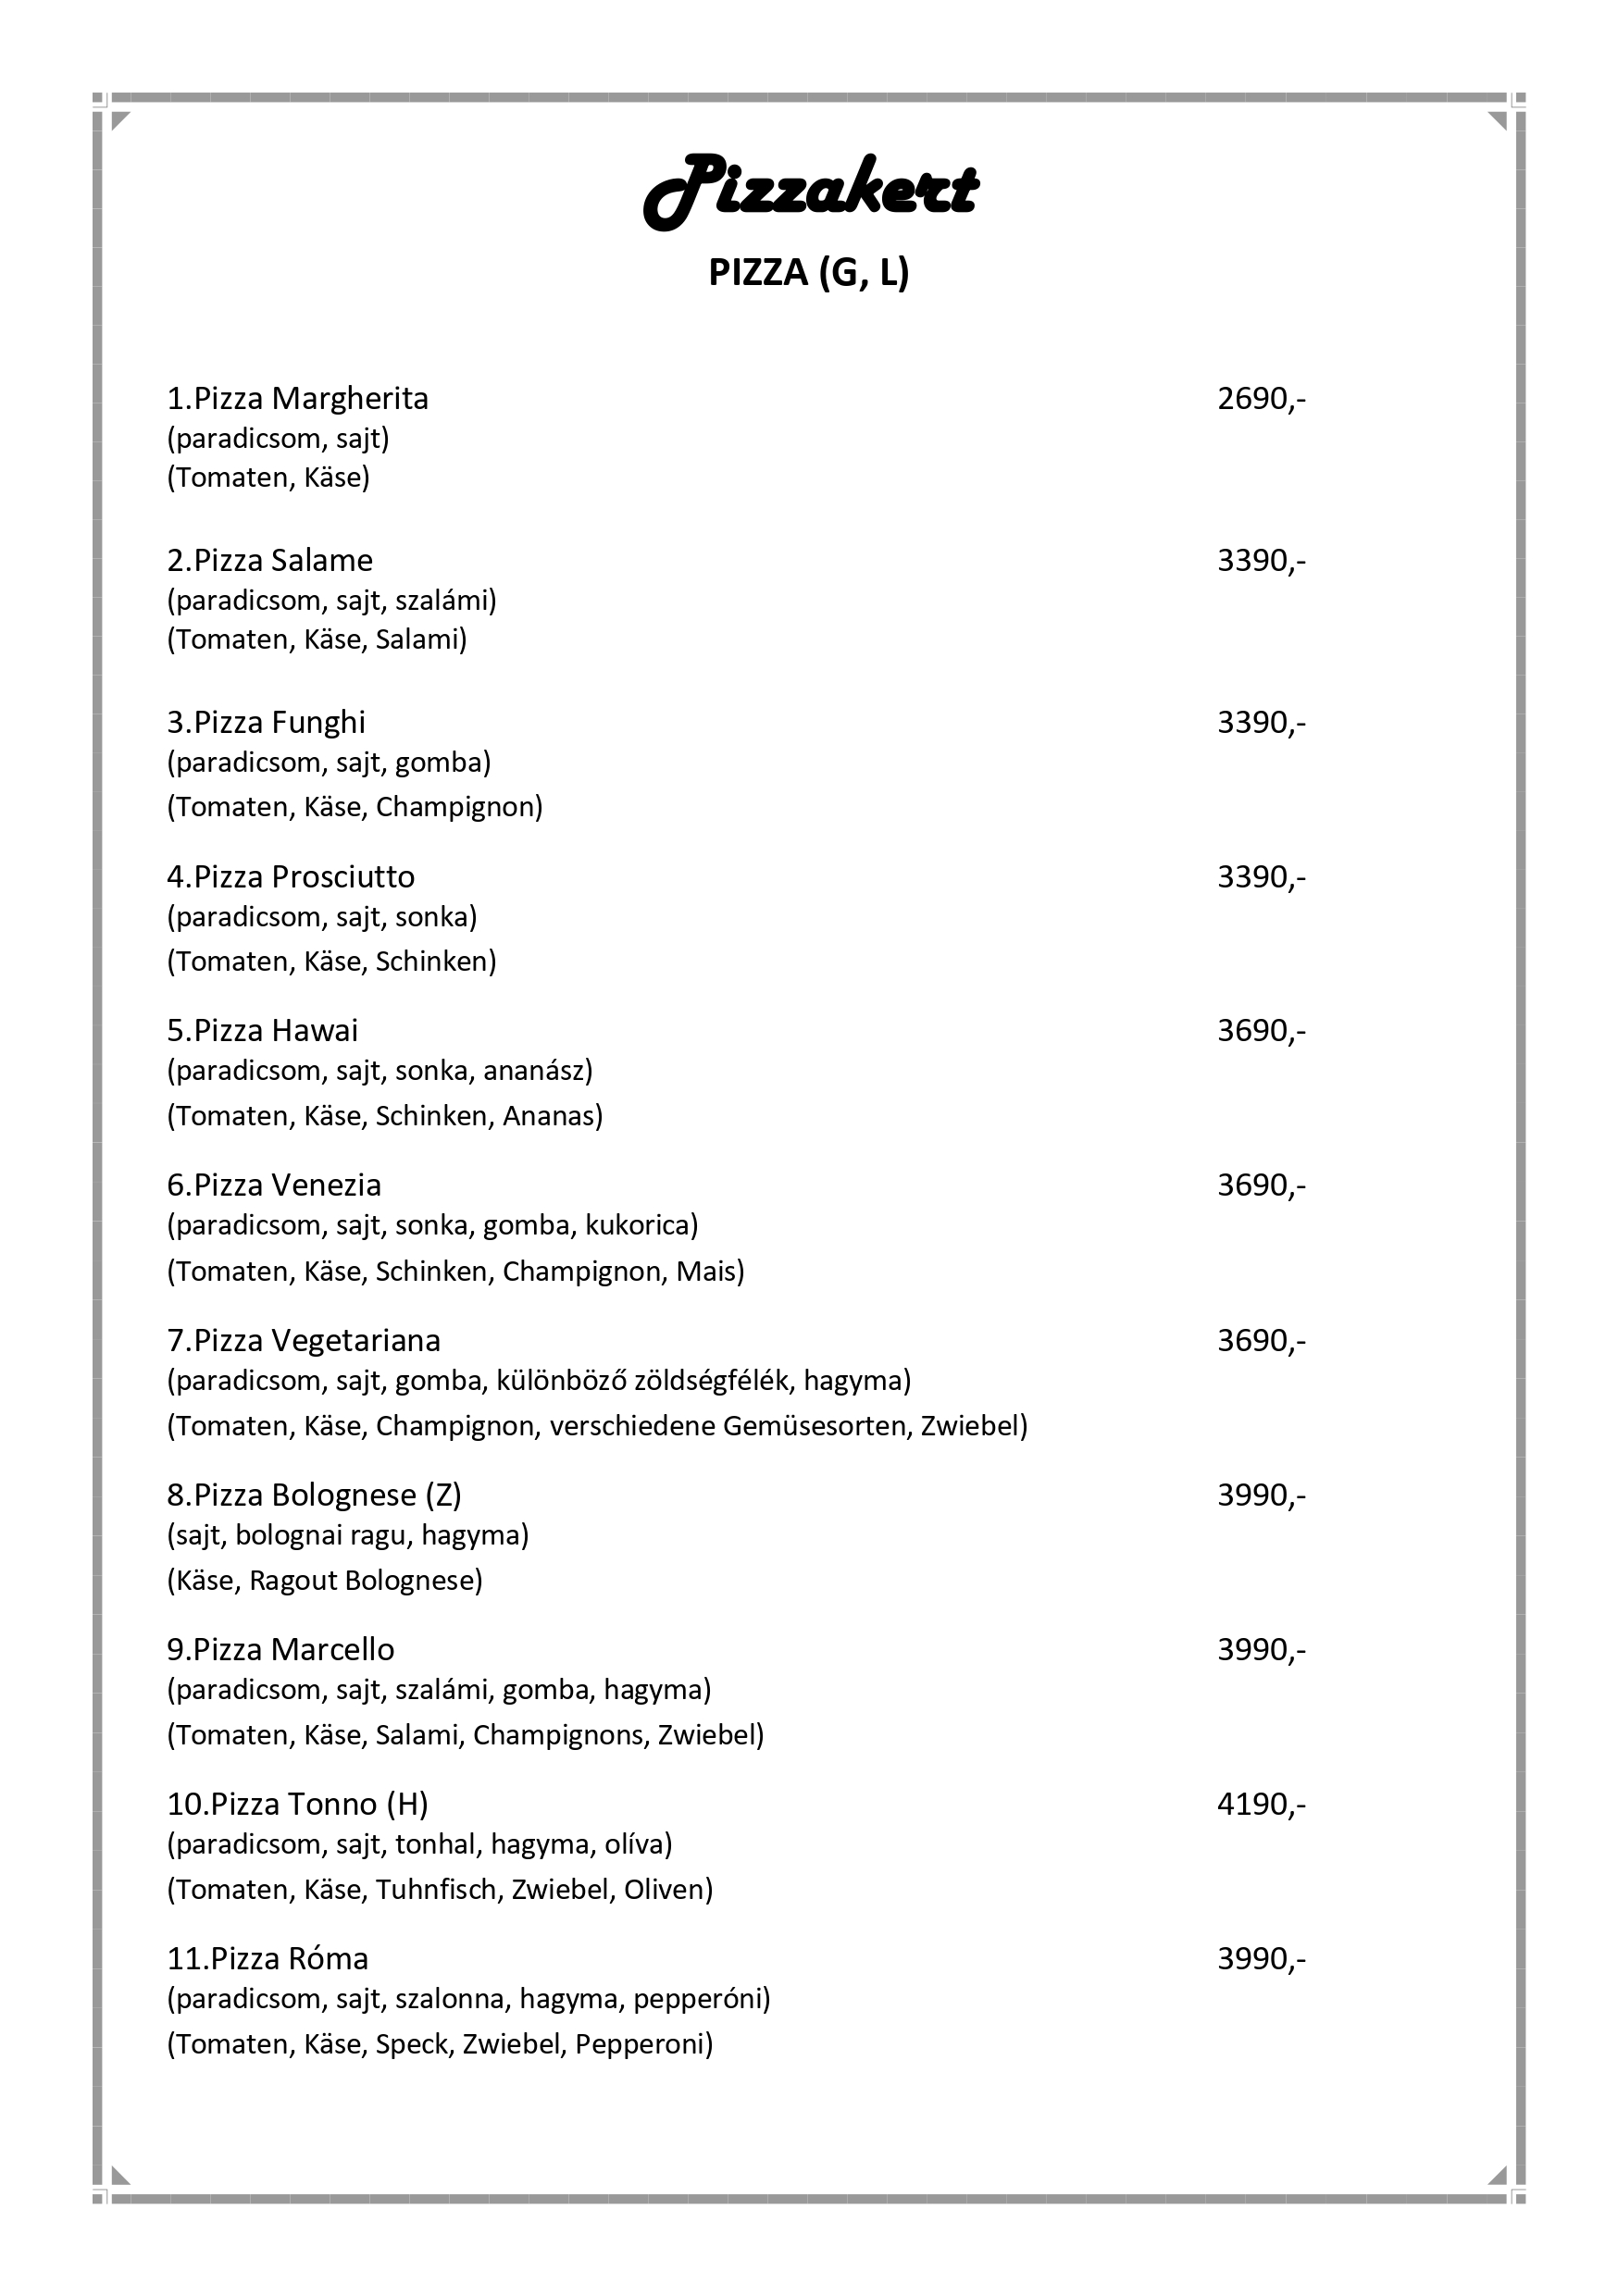 Pizzakert
PIZZA (G, L)
1.Pizza Margherita 2690,-
(paradicsom, sajt)
(Tomaten, Käse)
2.Pizza Salame 3390,-
(paradicsom, sajt, szalámi)
(Tomaten, Käse, Salami)
3.Pizza Funghi 3390,-
(paradicsom, sajt, gomba)
(Tomaten, Käse, Champignon)
4.Pizza Prosciutto 3390,-
(paradicsom, sajt, sonka)
(Tomaten, Käse, Schinken)
5.Pizza Hawai 3690,-
(paradicsom, sajt, sonka, ananász)
(Tomaten, Käse, Schinken, Ananas)
6.Pizza Venezia 3690,-
(paradicsom, sajt, sonka, gomba, kukorica)
(Tomaten, Käse, Schinken, Champignon, Mais)
7.Pizza Vegetariana 3690,-
(paradicsom, sajt, gomba, különböző zöldségfélék, hagyma)
(Tomaten, Käse, Champignon, verschiedene Gemüsesorten, Zwiebel)
8.Pizza Bolognese (Z) 3990,-
(sajt, bolognai ragu, hagyma)
(Käse, Ragout Bolognese)
9.Pizza Marcello 3990,-
(paradicsom, sajt, szalámi, gomba, hagyma)
(Tomaten, Käse, Salami, Champignons, Zwiebel)
10.Pizza Tonno (H) 4190,-
(paradicsom, sajt, tonhal, hagyma, olíva)
(Tomaten, Käse, Tuhnfisch, Zwiebel, Oliven)
11.Pizza Róma 3990,-
(paradicsom, sajt, szalonna, hagyma, pepperóni)
(Tomaten, Käse, Speck, Zwiebel, Pepperoni)